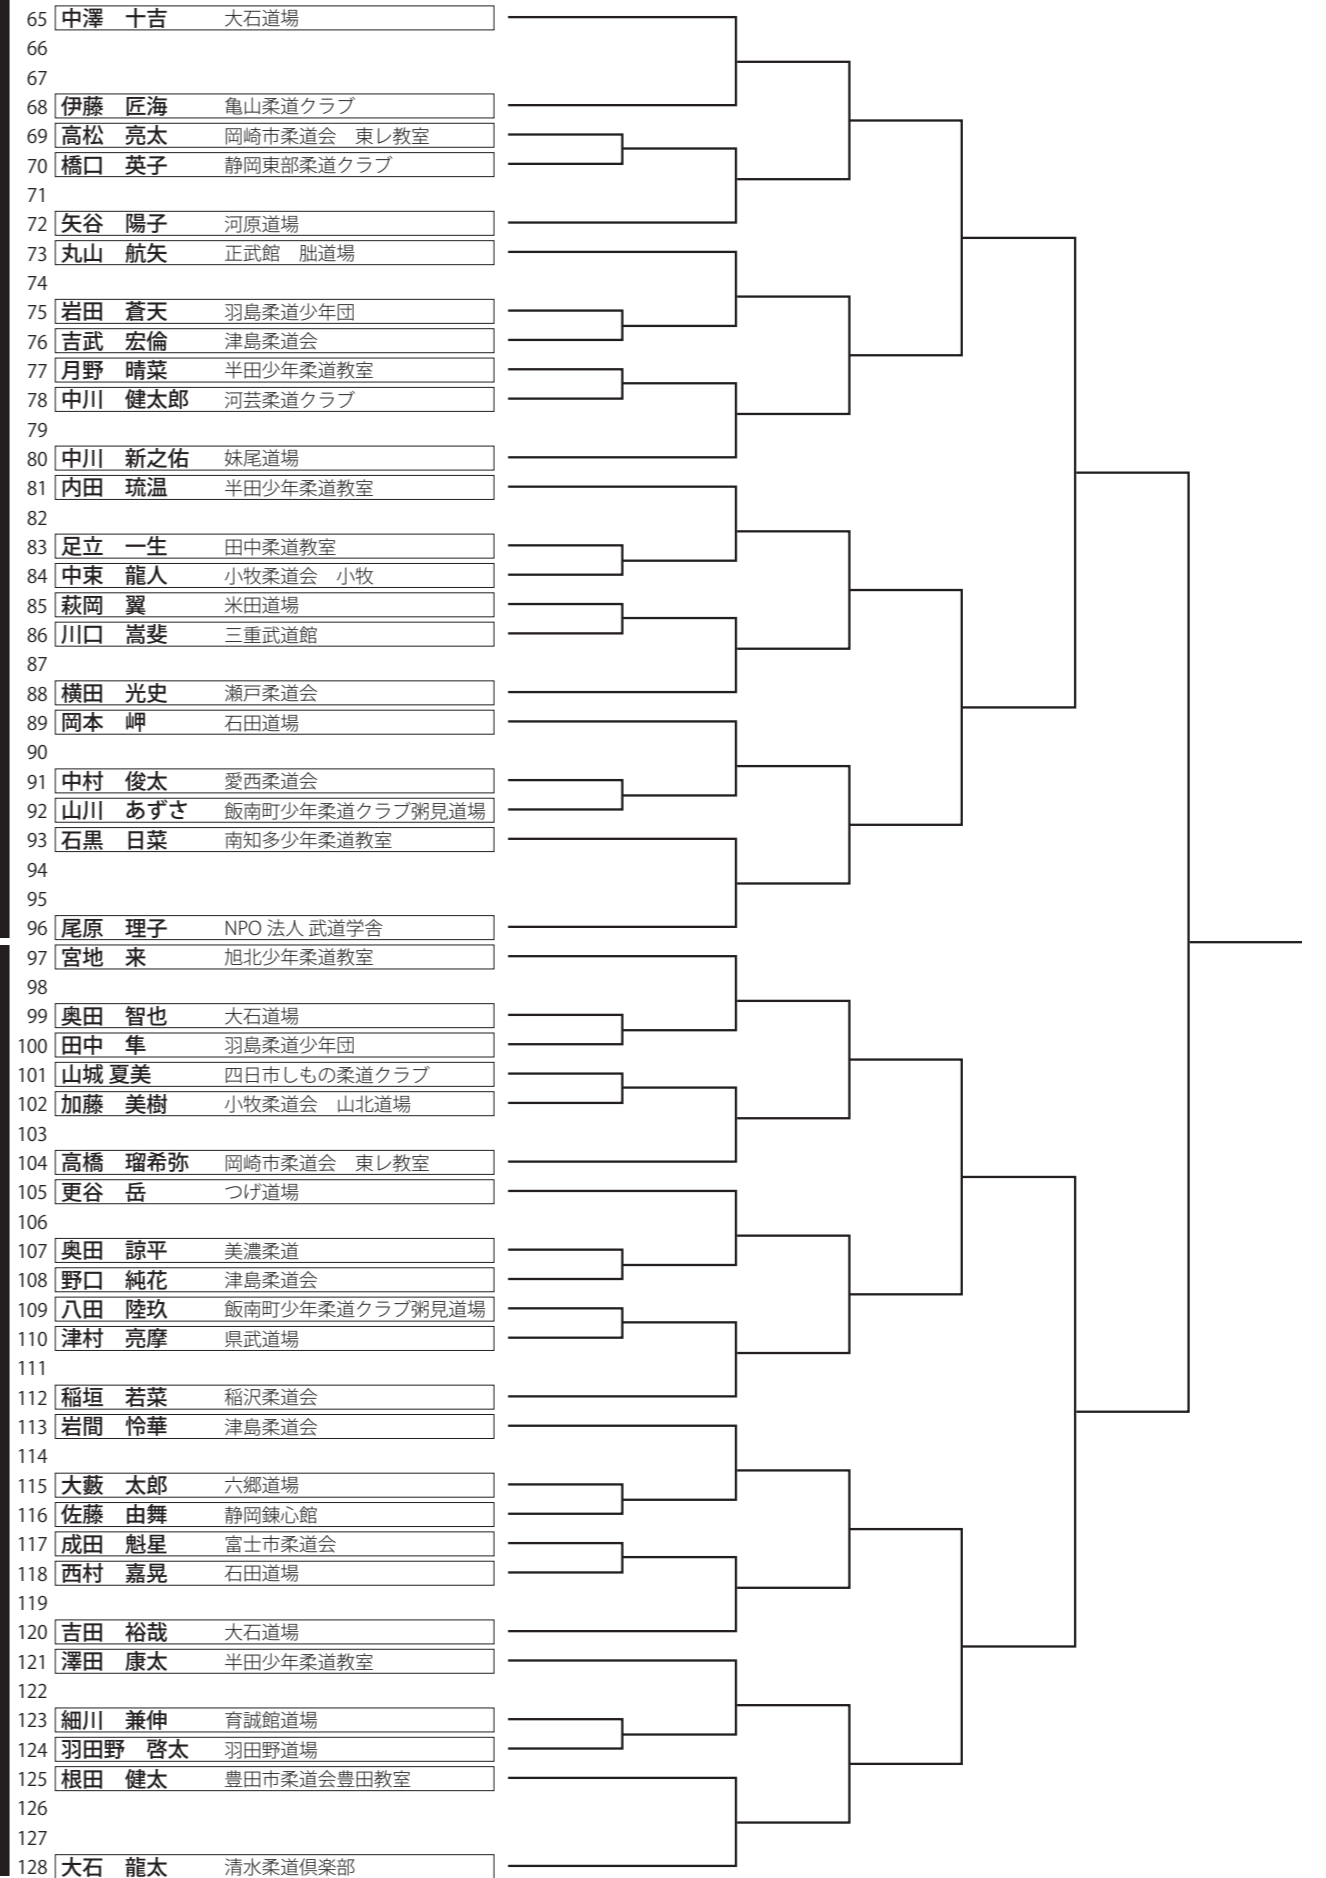 65 中澤　十吉 大石道場
66
67
68 伊藤　匠海 亀山柔道クラブ
69 高松　亮太 岡崎市柔道会　東レ教室
70 橋口　英子 静岡東部柔道クラブ
71
72 矢谷　陽子 河原道場
73 丸山　航矢 正武館　朏道場
74
75 岩田　蒼天 羽島柔道少年団
76 吉武　宏倫 津島柔道会
77 月野　晴菜 半田少年柔道教室
78 中川　健太郎 河芸柔道クラブ
79
80 中川　新之佑 妹尾道場
81 内田　琉温 半田少年柔道教室
82
83 足立　一生 田中柔道教室
84 中束　龍人 小牧柔道会　小牧
85 萩岡　翼 米田道場
86 川口　嵩斐 三重武道館
87
88 横田　光史 瀬戸柔道会
89 岡本　岬 石田道場
90
91 中村　俊太 愛西柔道会
92 山川　あずさ 飯南町少年柔道クラブ粥見道場
93 石黒　日菜 南知多少年柔道教室
94
95
96 尾原　理子 NPO 法人 武道学舎
97 宮地　来 旭北少年柔道教室
98
99 奥田　智也 大石道場
100 田中　隼 羽島柔道少年団
101 山城 夏美 四日市しもの柔道クラブ
102 加藤　美樹 小牧柔道会　山北道場
103
104 高橋　瑠希弥 岡崎市柔道会　東レ教室
105 更谷　岳 つげ道場
106
107 奥田　諒平 美濃柔道
108 野口　純花 津島柔道会
109 八田　陸玖 飯南町少年柔道クラブ粥見道場
110 津村　亮摩 県武道場
111
112 稲垣　若菜 稲沢柔道会
113 岩間　怜華 津島柔道会
114
115 大藪　太郎 六郷道場
116 佐藤　由舞 静岡錬心館
117 成田　魁星 富士市柔道会
118 西村　嘉晃 石田道場
119
120 吉田　裕哉 大石道場
121 澤田　康太 半田少年柔道教室
122
123 細川　兼伸 育誠館道場
124 羽田野　啓太 羽田野道場
125 根田　健太 豊田市柔道会豊田教室
126
127
128 大石　龍太 清水柔道倶楽部